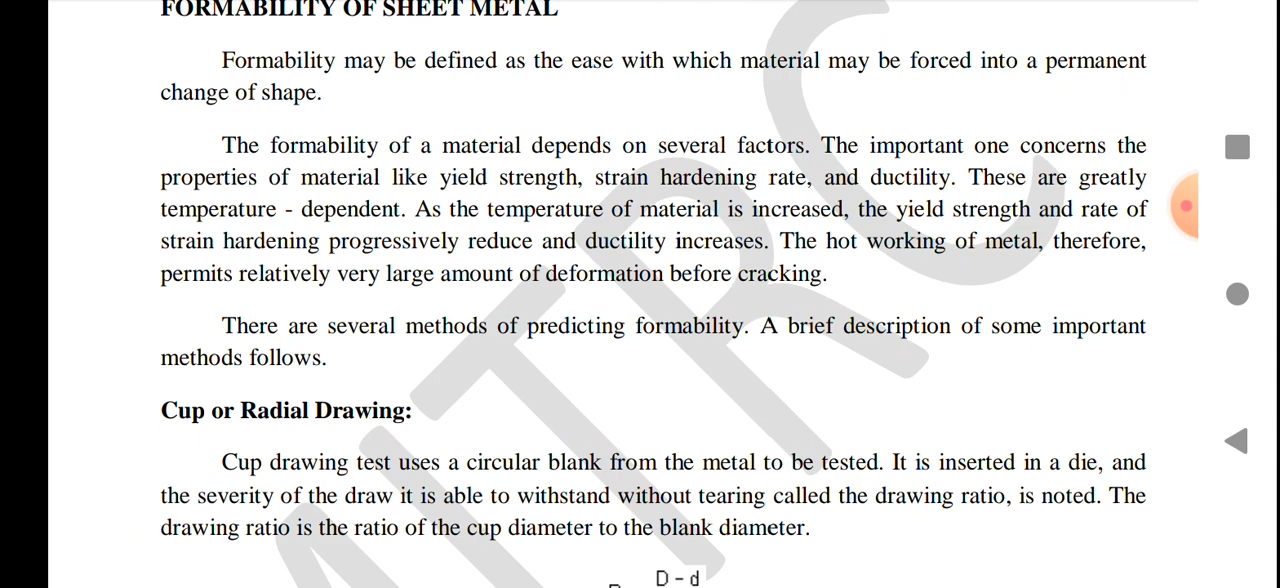 FORMABILITY OF SHEET METAL
Formability may be defined as the ease with which material may be forced into a permanent
change of shape.
The formability of a material depends on several factors. The important one concerns the
properties of material like yield strength, strain hardening rate, and ductility. These are greatly
temperature - dependent. As the temperature of material is increased, the yield strength and rate of
strain hardening progressively reduce and ductility increases. The hot working of metal, therefore,
permits relatively very large amount of deformation before cracking.
There are several methods of predicting formability. A brief description of some important
methods follows.
Cup or Radial Drawing:
Cup drawing test uses a circular blank from the metal to be tested. It is inserted in a die, and
the severity of the draw it is able to withstand without tearing called the drawing ratio, is noted. The
drawing ratio is the ratio of the cup diameter to the blank diameter.
D - d
MTRC